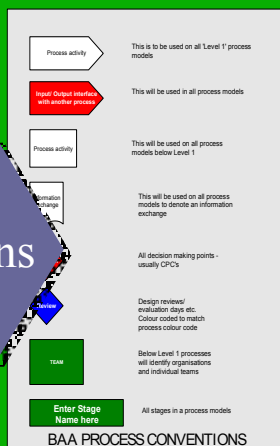 Process activity
This is to be used on all 'Level 1' process
models
Input/ Output interface
with another process
This will be used in all process models
Process activity
This will be used on all process
models below Level 1
This will be used on all process
models to denote an information
exchange
ns
All decision making points -
usually CPC's
Review
Design reviews/
evaluation days etc.
Colour coded to match
process colour code
TEAM
Below Level 1 processes
will identify organisations
and individual teams
Enter Stage
Name here
All stages in a process models
BAA PROCESS CONVENTIONS